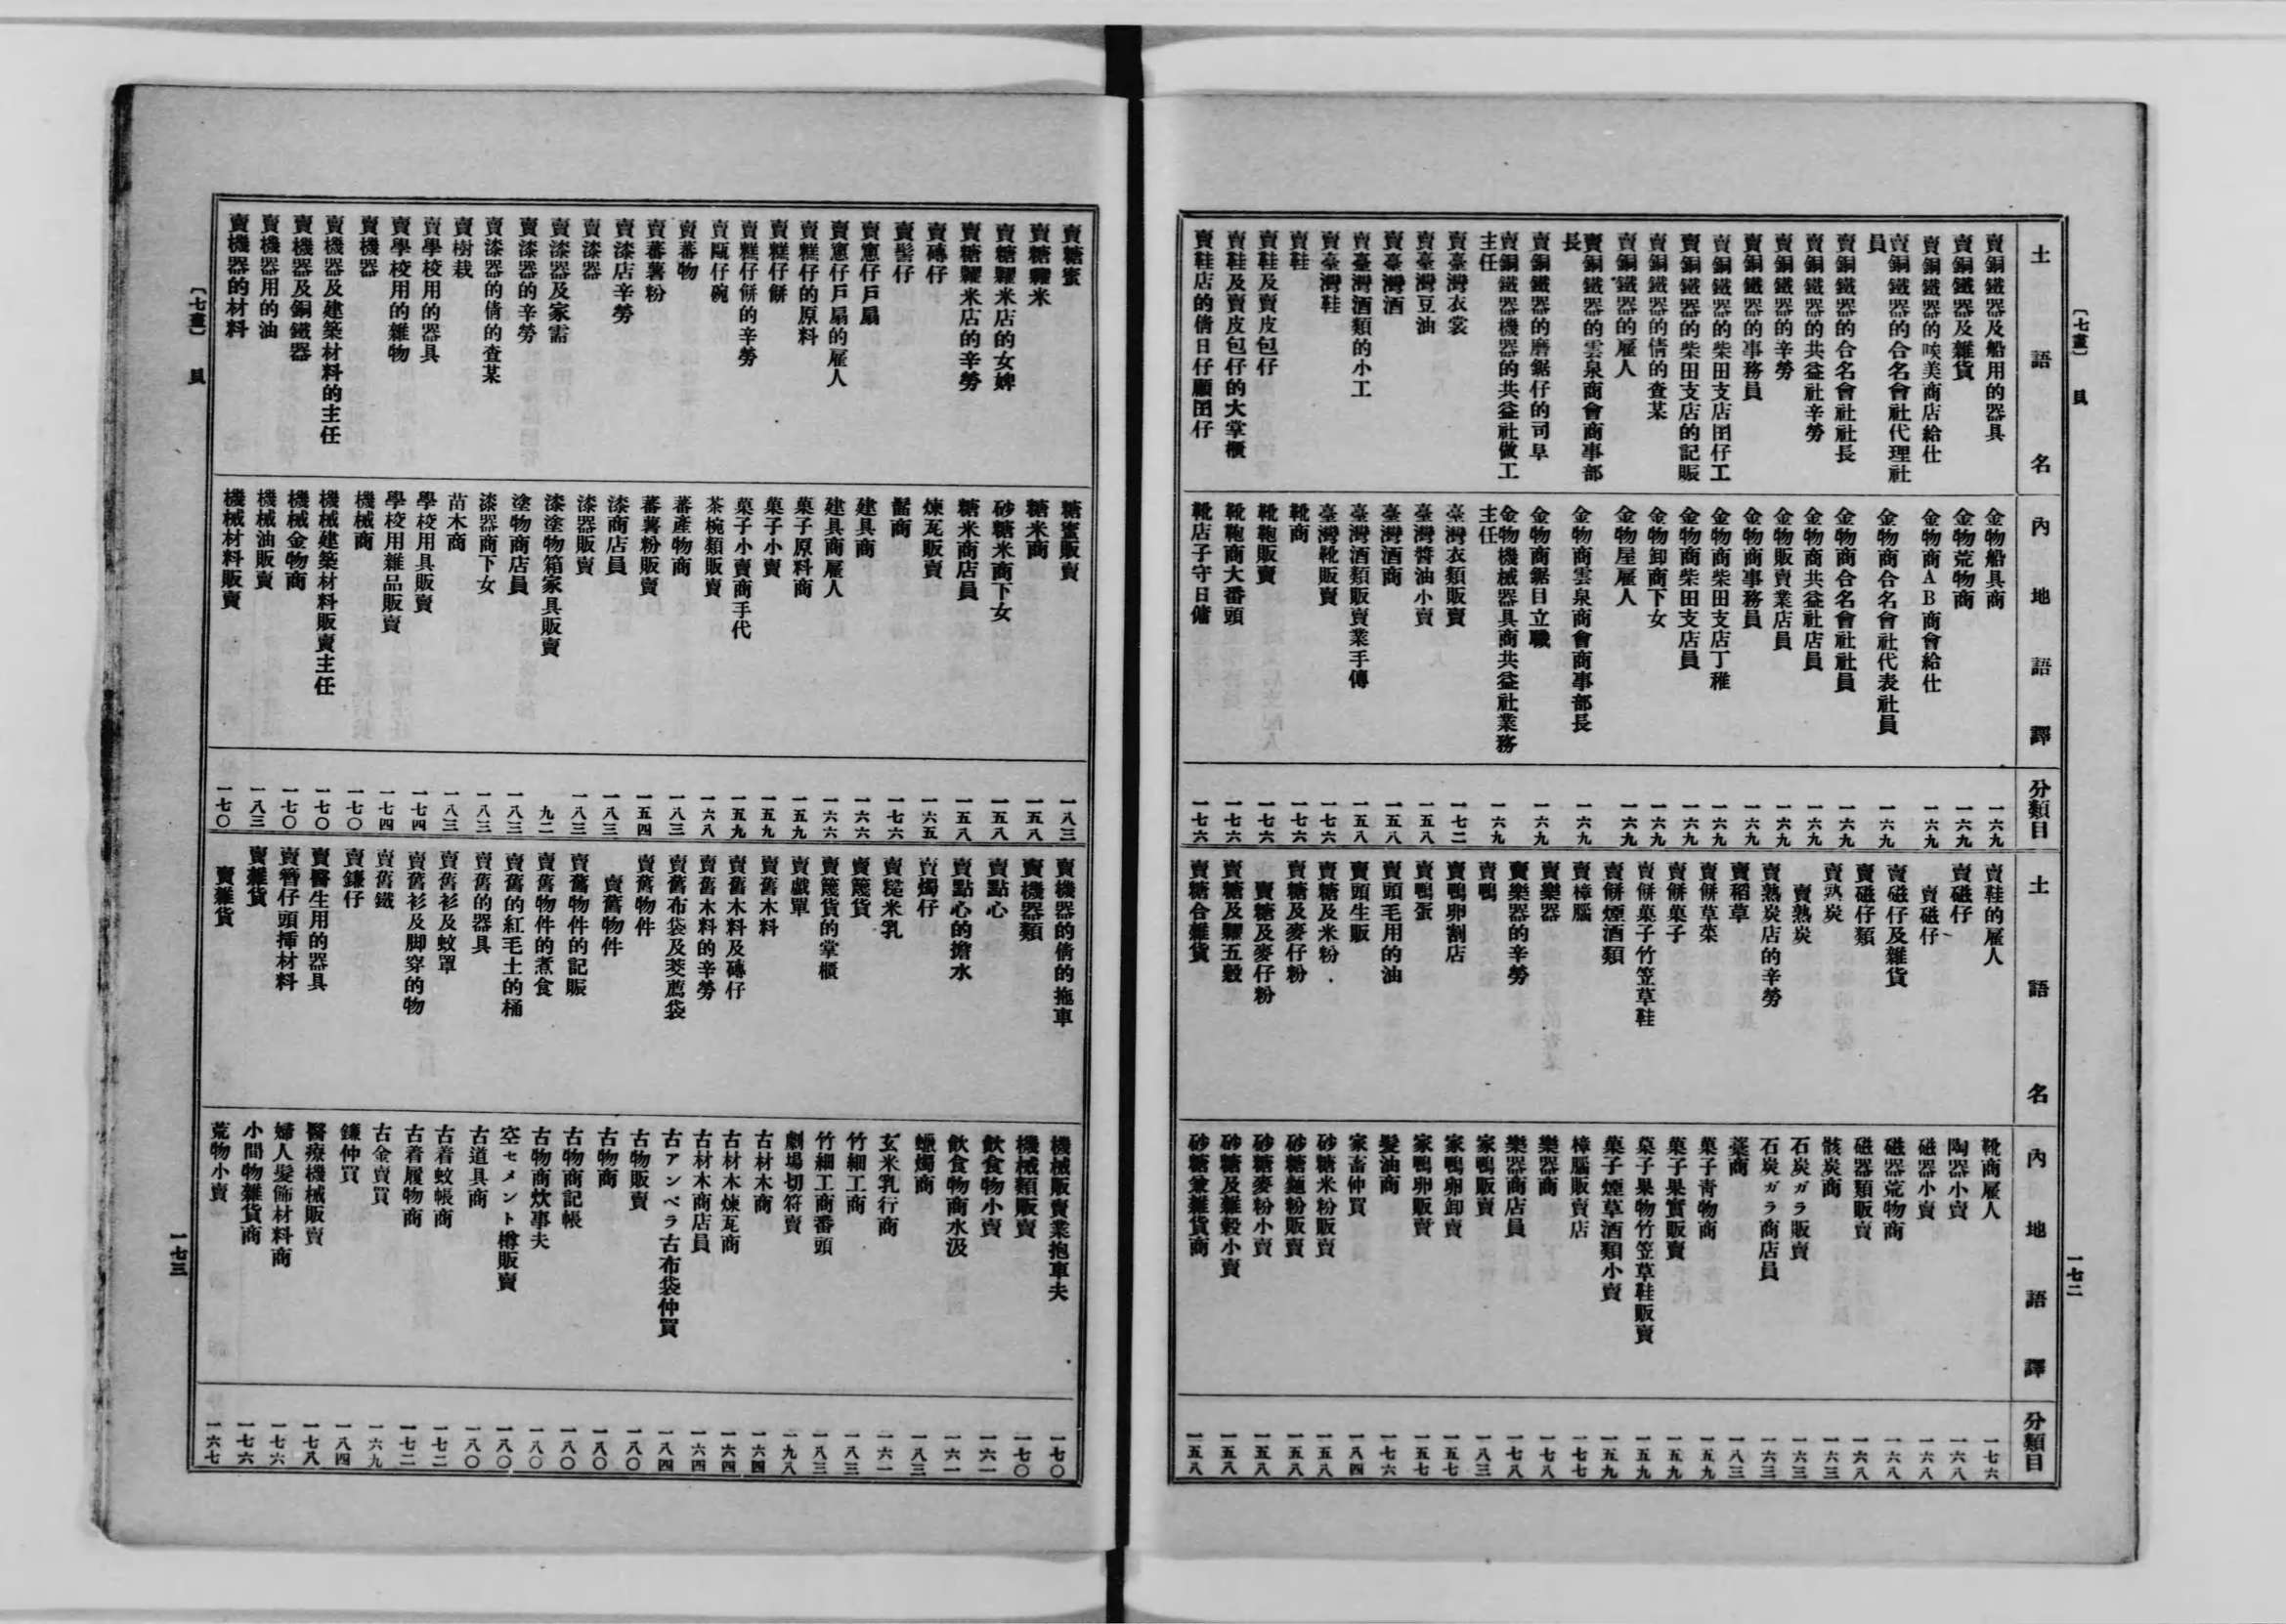 〔七畫〕 貝
一七二
土語名 內地語譯 分類目
賣銅鐵器及船用的器具 金物船具商 一六九
賣銅鐵器及雜貨 金物荒物商 一六九
賣銅鐵器的唉美商店給仕 金物商AB商會給仕 一六九
賣銅鐵器的合名會社代理社員 金物商合名會社代表社員 一六九
賣銅鐵器的合名會社社長 金物商合名會社社員 一六九
賣銅鐵器的共益社辛勞 金物商共益社店員 一六九
賣銅鐵器的辛勞 金物販賣業店員 一六九
賣銅鐵器的事務員 金物商事務員 一六九
賣銅鐵器的柴田支店囝仔工 金物商柴田支店丁稚 一六九
賣銅鐵器的柴田支店的記賬 金物商柴田支店員 一六九
賣銅鐵器的倩的查某 金物卸商下女 一六九
賣銅鐵器的雇人 金物屋雇人 一六九
賣銅鐵器的雲泉商會商事部長 金物商雲泉商會商事部長 一六九
賣銅鐵器的磨鋸仔的司阜 金物商鋸目立職 一六九
賣銅鐵器機器的共益社做工主任 金物機械器具商共益社業務主任 一六九
賣臺灣衣裳 臺灣衣類販賣 一七二
賣臺灣豆油 臺灣醬油小賣 一五八
賣臺灣酒 臺灣酒商 一五八
賣臺灣酒類的小工 臺灣酒類販賣業手傳 一五八
賣臺灣鞋 臺灣靴販賣 一七六
賣鞋 靴商 一七六
賣鞋及賣皮包仔 靴鞄販賣 一七六
賣鞋及賣皮包仔的大掌櫃 靴鞄商大番頭 一七六
賣鞋店的倩日仔顧囝仔 靴店子守日傭 一七六
土語名 內地語譯 分類目
賣鞋的雇人 靴商雇人 一七六
賣磁仔 陶器小賣 一六八
賣磁仔 磁器小賣 一六八
賣磁仔及雜貨 磁器荒物商 一六八
賣磁仔類 磁器類販賣 一六八
賣熟炭 骸炭商 一六三
賣熟炭 石炭ガラ販賣 一六三
賣熟炭店的辛勞 石炭ガラ商店員 一六三
賣稻草 藁商 一八三
賣餅草菜 菓子青物商 一五九
賣餅菓子 菓子果實販賣 一五九
賣餅菓子竹笠草鞋 菓子果物竹笠草鞋販賣 一五九
賣餅煙酒類 菓子煙草酒類小賣 一五九
賣樟腦 樟腦販賣店 一七七
賣樂器 樂器商 一七八
賣樂器的辛勞 樂器商店員 一七八
賣鴨 家鴨販賣 一八三
賣鴨卵割店 家鴨卵卸賣 一五七
賣鴨蛋 家鴨卵販賣 一五七
賣頭毛用的油 髮油商 一七六
賣頭生販 家畜仲買 一八四
賣糖及米粉 砂糖米粉販賣 一五八
賣糖及麥仔粉 砂糖麵粉販賣 一五八
賣糖及麥仔粉 砂糖麥粉小賣 一五八
賣糖及糶五穀 砂糖及雜穀小賣 一五八
賣糖合雜貨 砂糖兼雜貨商 一五八
賣糖蜜 糖蜜販賣 一八三
賣糖糶米 糖米商 一五八
賣糖糶米店的女婢 砂糖米商下女 一五八
賣糖糶米店的辛勞 糖米商店員 一五八
賣磚仔 煉瓦販賣 一六五
賣髻仔 髷商 一七六
賣窻仔戶扇 建具商 一六六
賣窻仔戶扇的雇人 建具商雇人 一六六
賣糕仔的原料 菓子原料商 一五九
賣糕仔餅 菓子小賣 一五九
賣糕仔餅的辛勞 菓子小賣商手代 一五九
賣甌仔碗 茶椀類販賣 一六八
賣蕃物 蕃產物商 一八三
賣蕃薯粉 蕃薯粉販賣 一五四
賣漆店辛勞 漆商店員 一八三
賣漆器 漆器販賣 一八三
賣漆器及家需 漆塗物箱家具販賣 九二
賣漆器的辛勞 塗物商店員 一八三
賣漆器的倩的查某 漆器商下女 一八三
賣樹栽 苗木商 一八三
賣學校用的器具 學校用具販賣 一七四
賣學校用的雜物 學校用雜品販賣 一七四
賣機器 機械商 一七〇
賣機器及建築材料的主任 機械建築材料販賣主任 一七〇
賣機器及銅鐵器 機械金物商 一七〇
賣機器用的油 機械油販賣 一八三
賣機器的材料 機械材料販賣 一七〇
賣機器的倩的拖車 機械販賣業抱車夫 一七〇
賣機器類 機械類販賣 一七〇
賣點心 飲食物小賣 一六一
賣點心的擔水 飲食物商水汲 一六一
賣燭仔 蠟燭商 一八三
賣糙米乳 玄米乳行商 一六一
賣篾貨 竹細工商 一八三
賣篾貨的掌櫃 竹細工商番頭 一八三
賣戲單 劇場切符賣 一九八
賣舊木料 古材木商 一六四
賣舊木料及磚仔 古材木煉瓦商 一六四
賣舊木料的辛勞 古材木商店員 一六四
賣舊布袋及茭薦袋 古アンペラ古布袋仲買 一八四
賣舊物件 古物販賣 一八〇
賣舊物件 古物商 一八〇
賣舊物件的記賬 古物商記帳 一八〇
賣舊物件的煮食 古物商炊事夫 一八〇
賣舊的紅毛土的桶 空セメント樽販賣 一八〇
賣舊的器具 古道具商 一八〇
賣舊衫及蚊罩 古着蚊帳商 一七二
賣舊衫及脚穿的物 古着履物商 一七二
賣舊鐵 古金賣買 一六九
賣鎌仔 鎌仲買 一八四
賣醫生用的器具 醫療機械販賣 一七八
賣簪仔頭揷材料 婦人髮飾材料商 一七六
賣雜貨 小間物雜貨商 一七六
賣雜貨 荒物小賣 一六七
〔七畫〕 貝
一七三